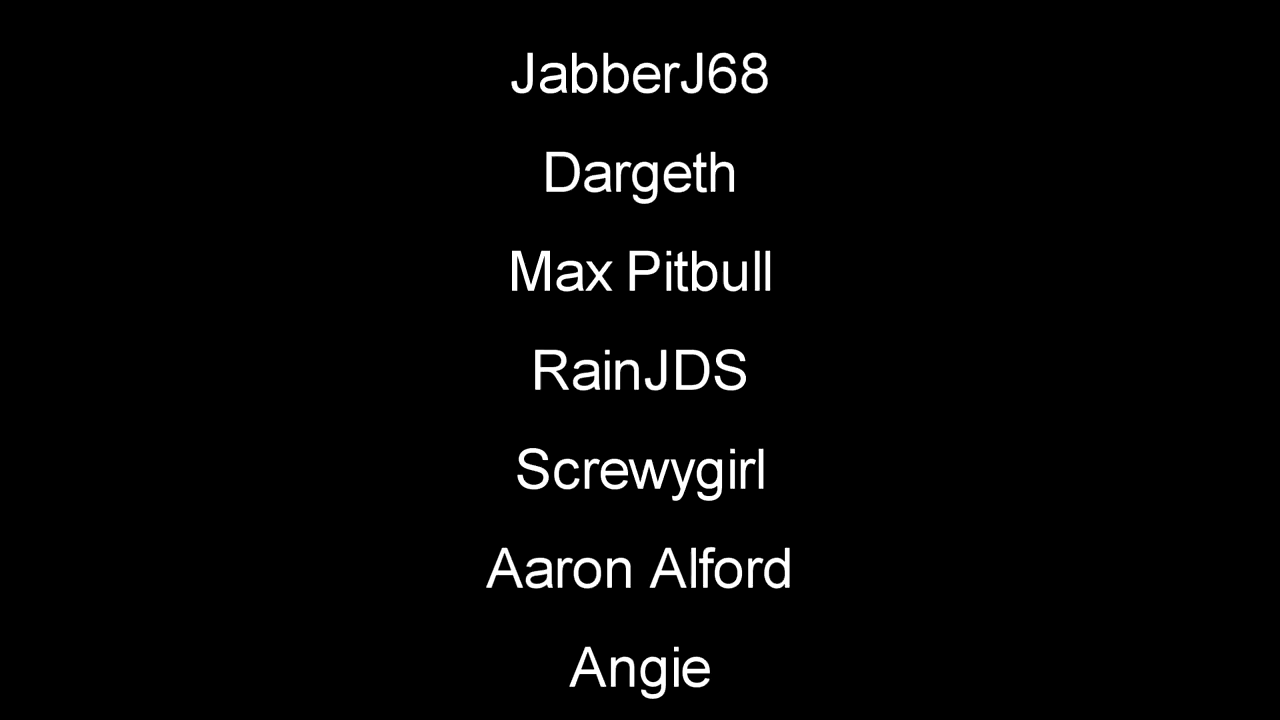 JabberJ68
Dargeth
Max Pitbull
RainJDS
Screwygirl
Aaron Alford
Angie